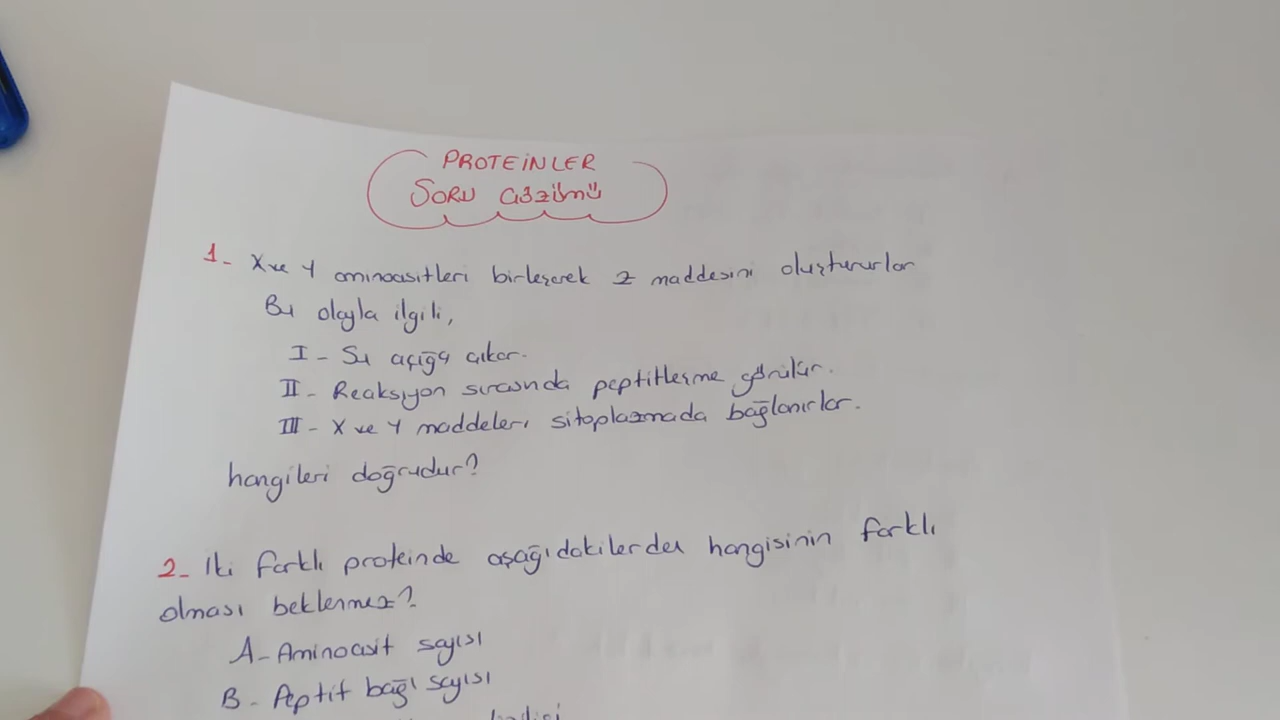 PROTEİNLER
SORU ÇÖZÜMÜ
1- X ve Y aminoasitleri birleşerek Z maddesini oluştururlar
Bu olayla ilgili,
I - Su açığa çıkar.
II - Reaksiyon sırasında peptitleşme görülür.
III - X ve Y maddeleri sitoplazmada bağlanırlar.
hangileri doğrudur?
2- İki farklı proteinde aşağıdakilerden hangisinin farklı
olması beklenmez?
A- Aminoasit sayısı
B- Peptit bağı sayısı